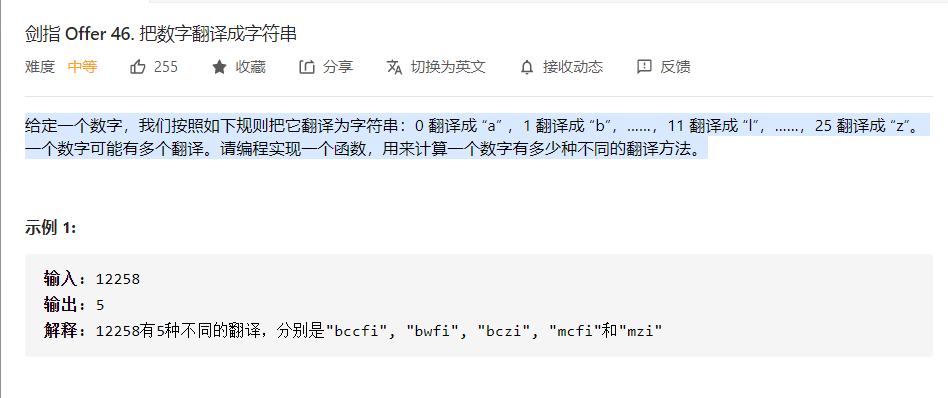 剑指 Offer 46. 把数字翻译成字符串
难度 中等 255 收藏 分享 切换为英文 接收动态 反馈
给定一个数字，我们按照如下规则把它翻译为字符串：0 翻译成 “a” ，1 翻译成 “b”，……，11 翻译成 “l”，……，25 翻译成 “z”。
一个数字可能有多个翻译。请编程实现一个函数，用来计算一个数字有多少种不同的翻译方法。
示例 1:
输入: 12258
输出: 5
解释: 12258有5种不同的翻译，分别是"bccfi", "bwfi", "bczi", "mcfi"和"mzi"